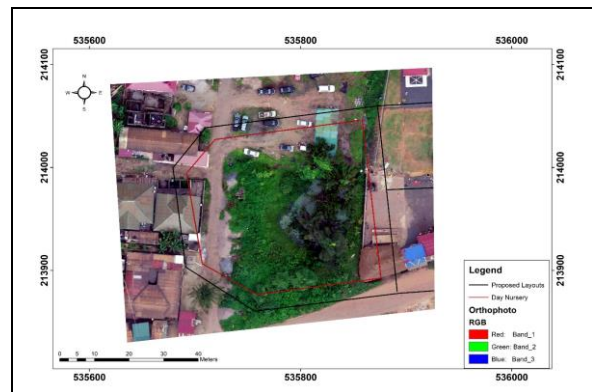 535600 535800 536000
214100
214100
N
W E
S
214000
214000
213900
213900
Legend
Proposed Layouts
Day Nursery
Orthophoto
RGB
Red: Band_1
Green: Band_2
Blue: Band_3
0 5 10 20 30 40
Meters
535600 535800 536000